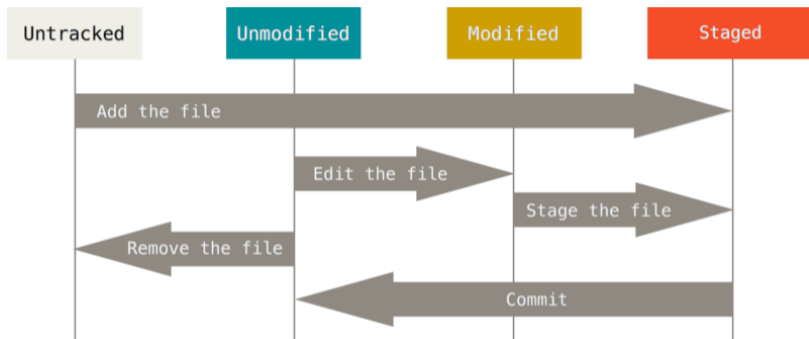 Untracked
Unmodified
Modified
Staged
Add the file
Edit the file
Stage the file
Remove the file
Commit